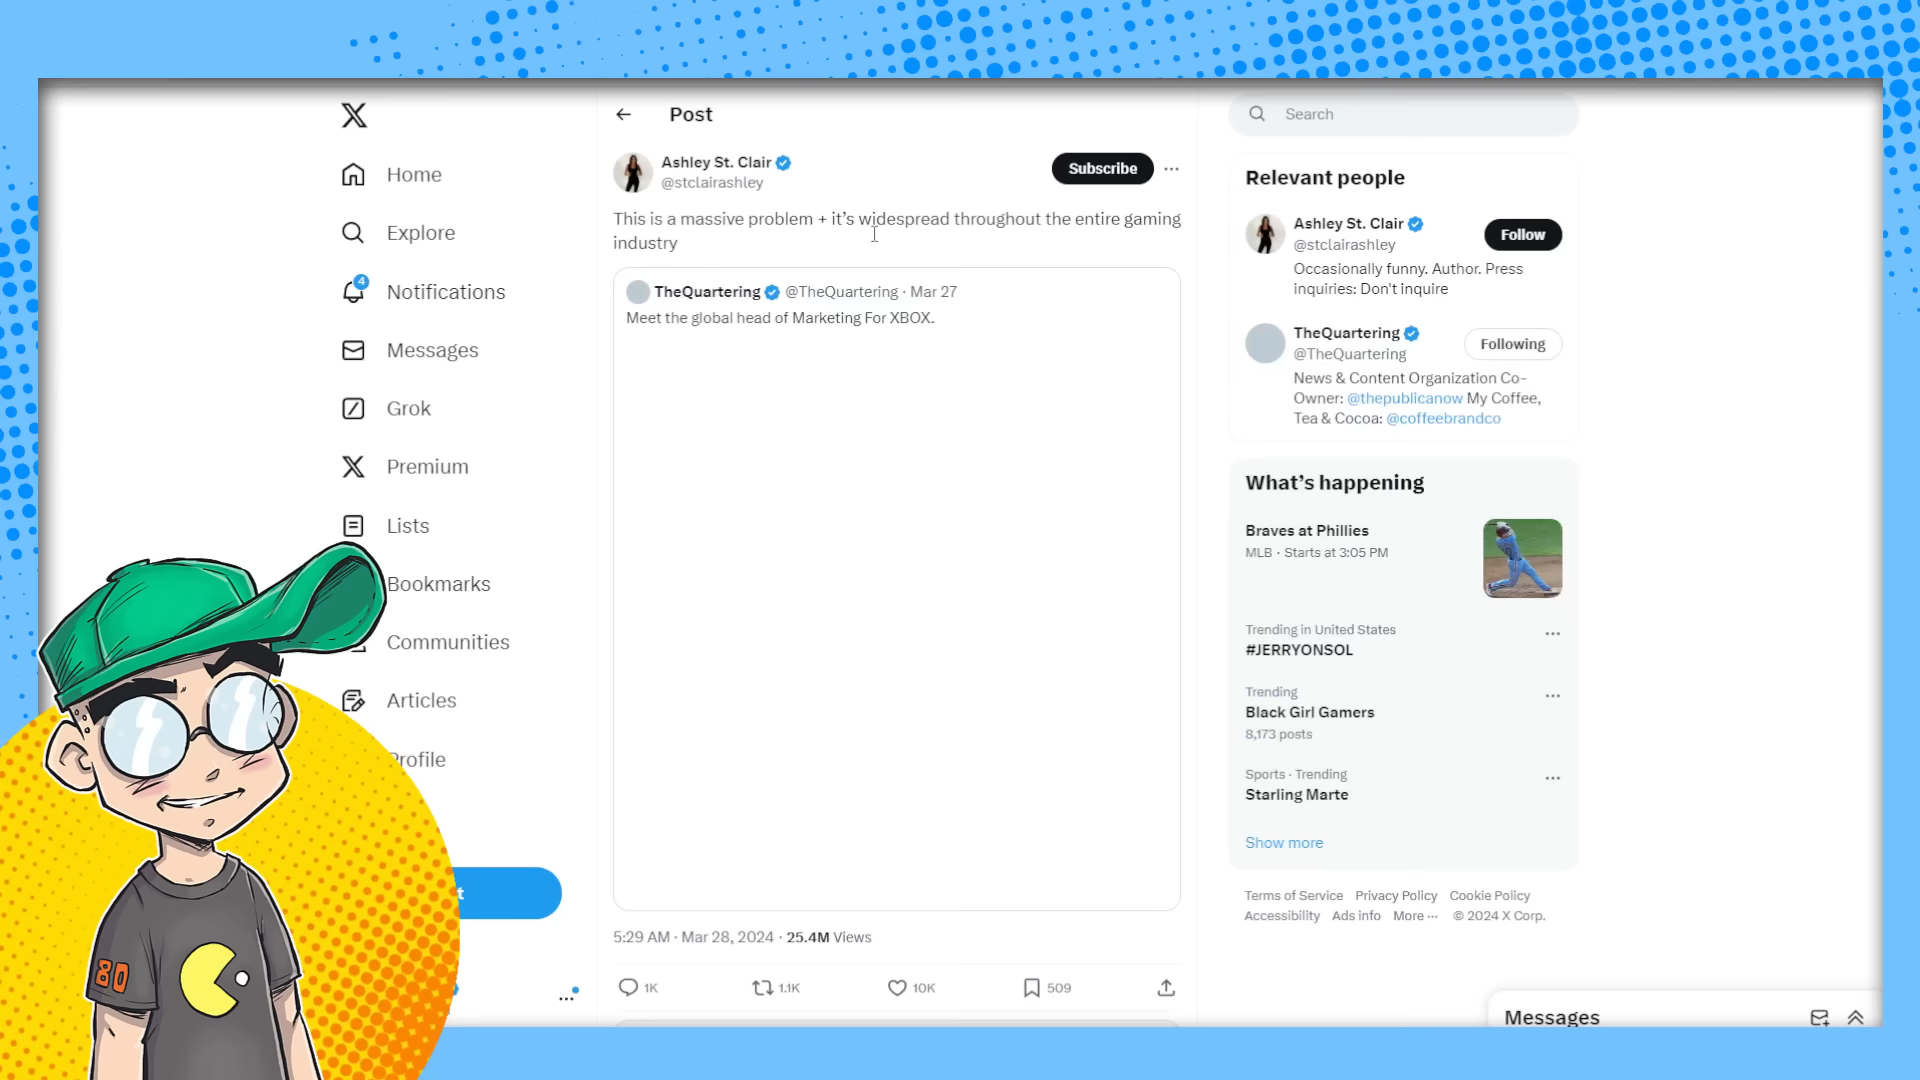 Home
Explore
4
Notifications
Messages
Grok
Premium
Lists
Bookmarks
Communities
Articles
Profile
80
Post
Ashley St. Clair
@stclairashley
Subscribe
This is a massive problem + it's widespread throughout the entire gaming
industry
TheQuartering @TheQuartering · Mar 27
Meet the global head of Marketing For XBOX.
5:29 AM · Mar 28, 2024 · 25.4M Views
1K 1.1K 10K 509
Search
Relevant people
Ashley St. Clair
@stclairashley
Follow
Occasionally funny. Author. Press
inquiries: Don't inquire
TheQuartering
@TheQuartering
Following
News & Content Organization Co-
Owner: @thepublicanow My Coffee,
Tea & Cocoa: @coffeebrandco
What's happening
Braves at Phillies
MLB · Starts at 3:05 PM
Trending in United States
#JERRYONSOL
Trending
Black Girl Gamers
8,173 posts
Sports · Trending
Starling Marte
Show more
Terms of Service Privacy Policy Cookie Policy
Accessibility Ads info More ··· © 2024 X Corp.
Messages